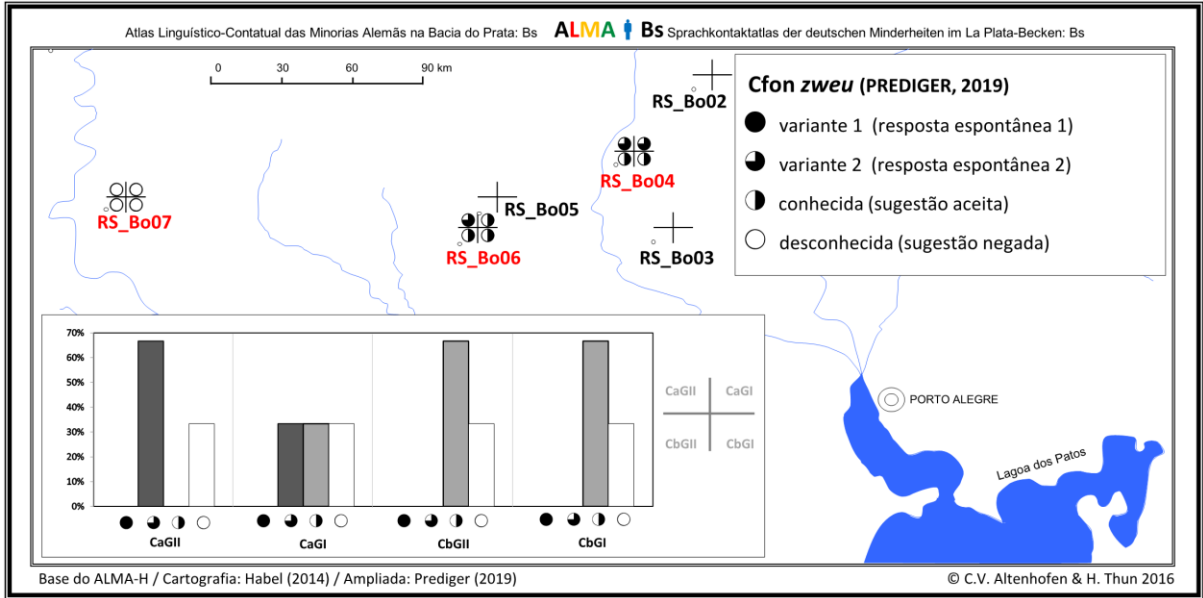 Atlas Linguístico-Contatual das Minorias Alemãs na Bacia do Prata: Bs ALMA Bs Sprachkontaktatlas der deutschen Minderheiten im La Plata-Becken: Bs
0 30 60 90 km
RS_Bo02
RS_Bo04
RS_Bo07
RS_Bo05
RS_Bo06
RS_Bo03
Cfon zweu (PREDIGER, 2019)
variante 1 (resposta espontânea 1)
variante 2 (resposta espontânea 2)
conhecida (sugestão aceita)
desconhecida (sugestão negada)
70%
60%
50%
40%
30%
20%
10%
0%
CaGII CaGI CbGII CbGI
CaGII CaGI
CbGII CbGI
PORTO ALEGRE
Lagoa dos Patos
Base do ALMA-H / Cartografia: Habel (2014) / Ampliada: Prediger (2019)
© C.V. Altenhofen & H. Thun 2016